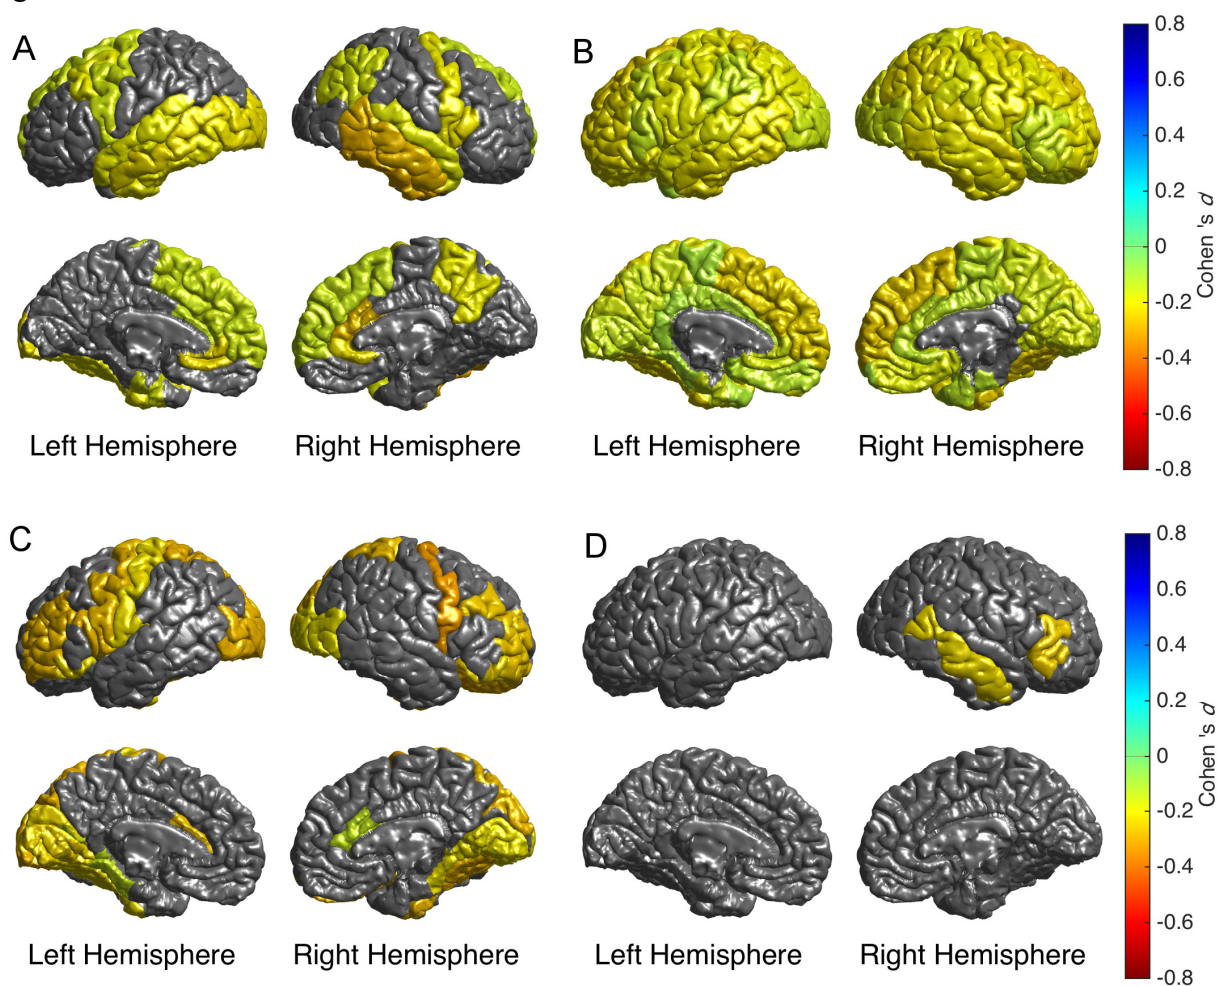 A
B
0.8
0.6
0.4
0.2
0
-0.2
-0.4
-0.6
-0.8
Cohen 's d
Left Hemisphere
Right Hemisphere
Left Hemisphere
Right Hemisphere
C
D
0.8
0.6
0.4
0.2
0
-0.2
-0.4
-0.6
-0.8
Cohen 's d
Left Hemisphere
Right Hemisphere
Left Hemisphere
Right Hemisphere